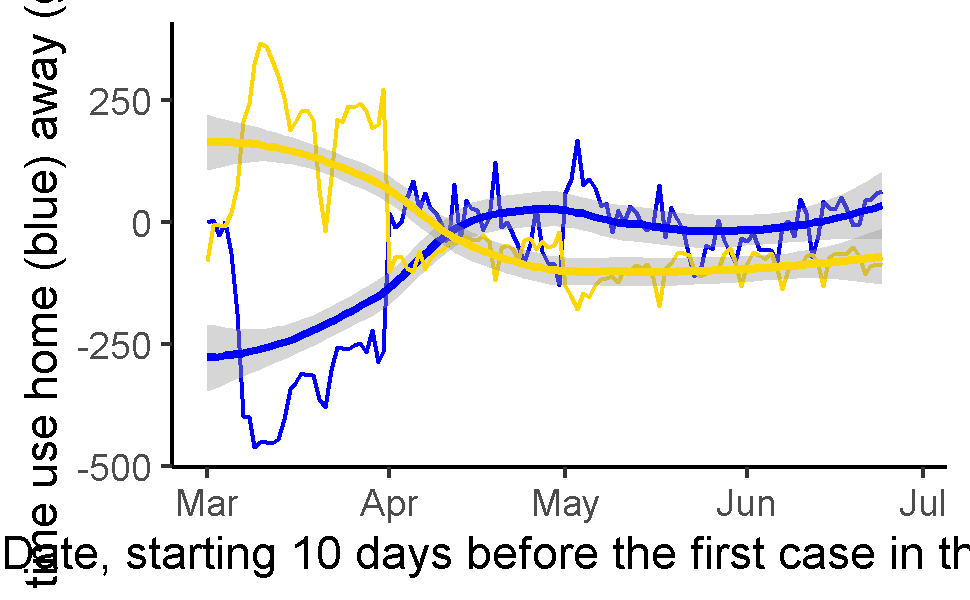 time use home (blue) away (
250
0
-250
-500
Mar Apr May Jun Jul
Date, starting 10 days before the first case in th